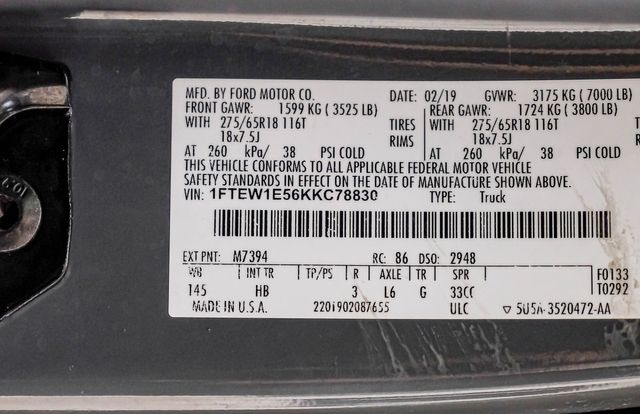 MFD. BY FORD MOTOR CO. DATE: 02/19 GVWR: 3175 KG ( 7000 LB)
FRONT GAWR: 1599 KG ( 3525 LB) REAR GAWR: 1724 KG ( 3800 LB)
WITH 275/65R18 116T TIRES WITH 275/65R18 116T
18x7.5J RIMS 18x7.5J
AT 260 kPa/ 38 PSI COLD AT 260 kPa/ 38 PSI COLD
THIS VEHICLE CONFORMS TO ALL APPLICABLE FEDERAL MOTOR VEHICLE
SAFETY STANDARDS IN EFFECT ON THE DATE OF MANUFACTURE SHOWN ABOVE.
VIN: 1FTEW1E56KKC78830 TYPE: Truck
EXT PNT: M7394 RC: 86 DSO: 2948
WB INT TR TP/PS R AXLE TR SPR F0133
145 HB 3 L6 G 33CC T0292
MADE IN U.S.A. 2201902087655 ULC ▽ 5U5A-3520472-AA